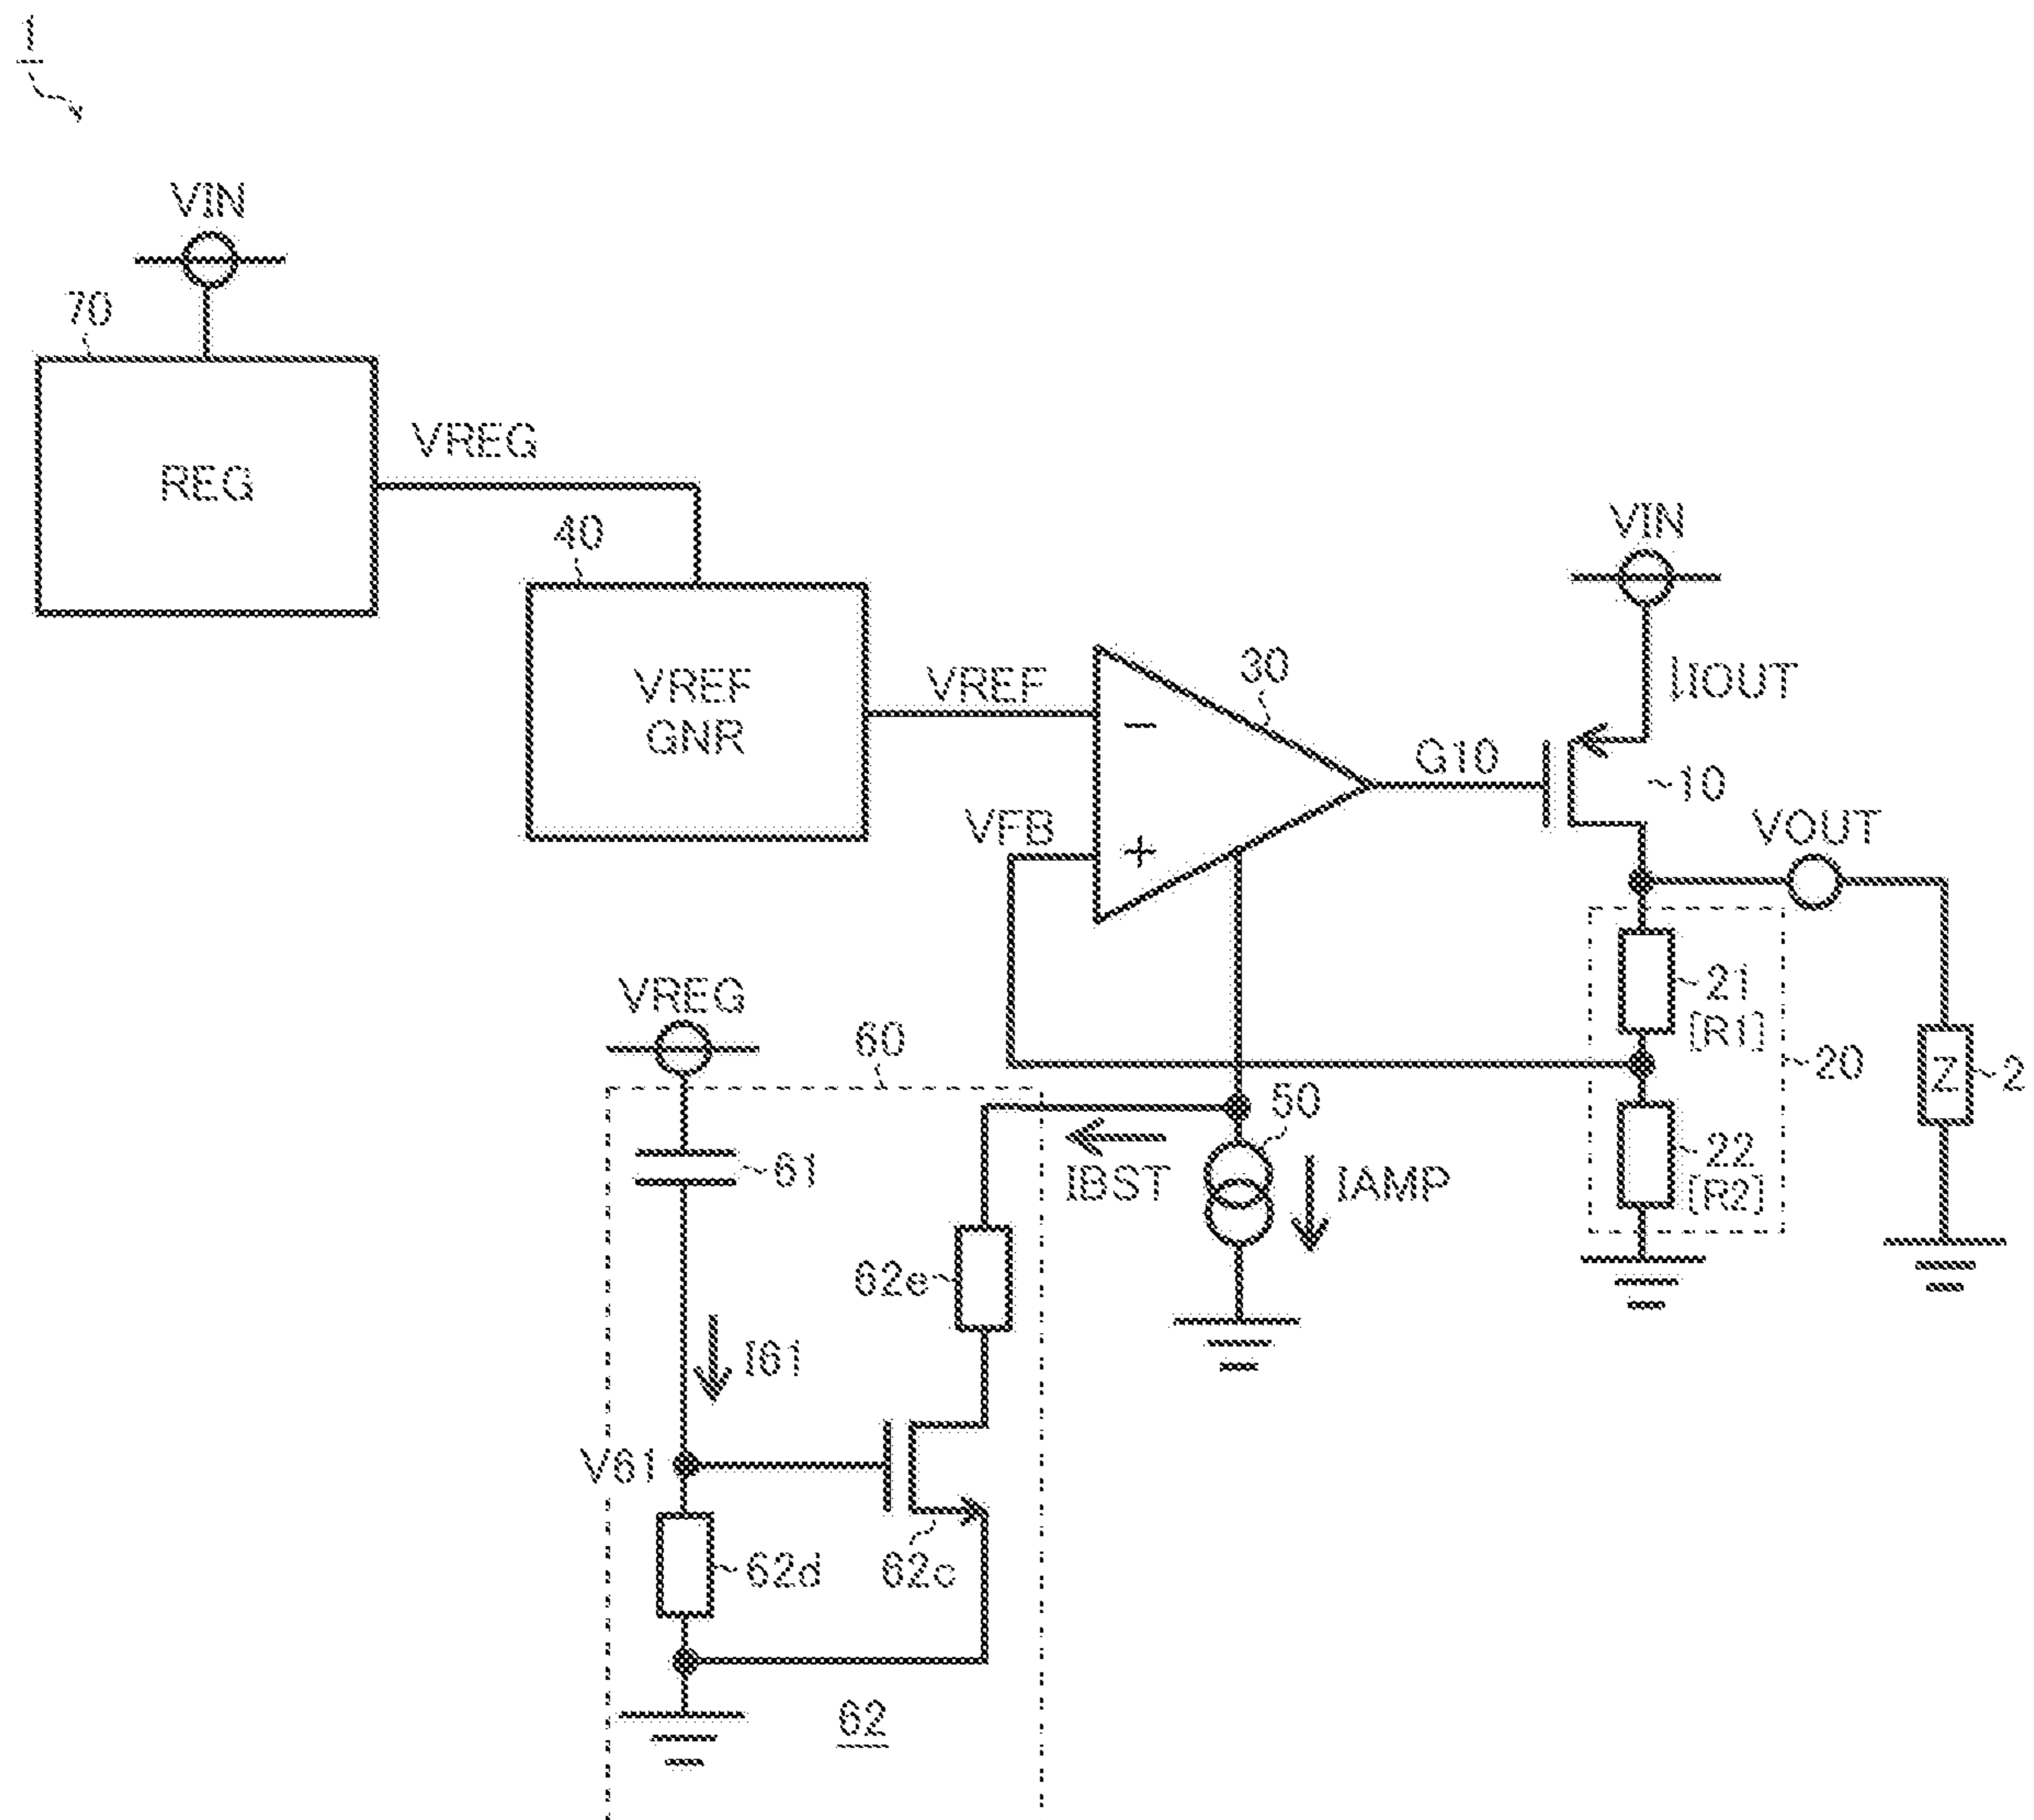 1
VIN
70
REG
VREG
40
VREF
GNR
VREF
VFB
-
+
30
G10
VIN
IOUT
10
VOUT
21
[R1]
20
22
[R2]
Z
2
VREG
60
61
IBST
50
IAMP
62e
I61
V61
62d
62c
62